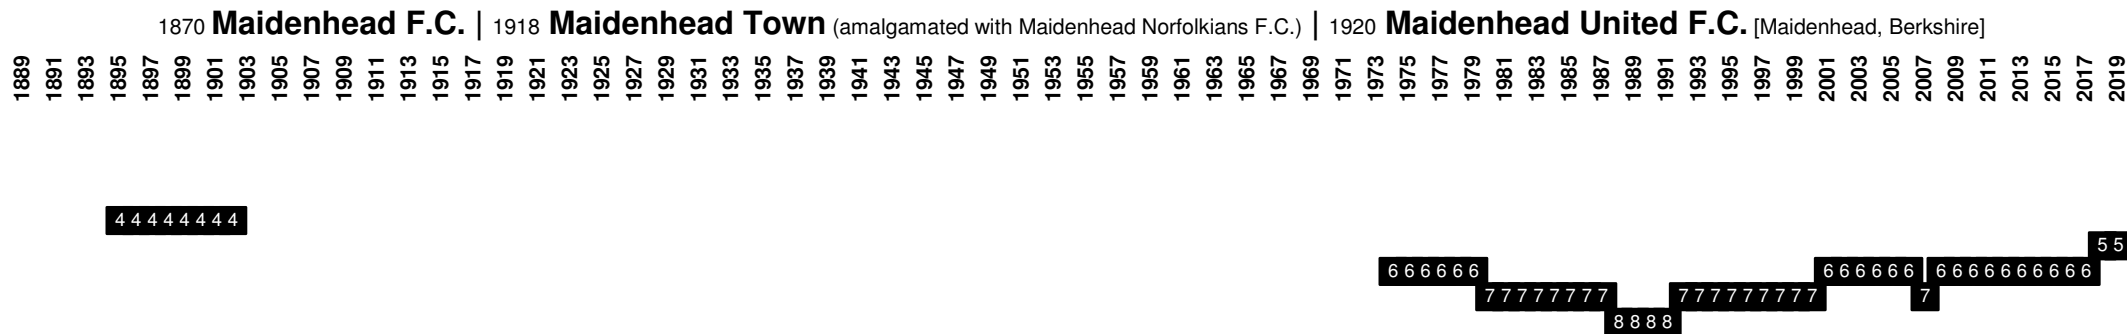 1870 Maidenhead F.C. | 1918 Maidenhead Town (amalgamated with Maidenhead Norfolkians F.C.) | 1920 Maidenhead United F.C. [Maidenhead, Berkshire]
1889 1891 1893 1895 1897 1899 1901 1903 1905 1907 1909 1911 1913 1915 1917 1919 1921 1923 1925 1927 1929 1931 1933 1935 1937 1939 1941 1943 1945 1947 1949 1951 1953 1955 1957 1959 1961 1963 1965 1967 1969 1971 1973 1975 1977 1979 1981 1983 1985 1987 1989 1991 1993 1995 1997 1999 2001 2003 2005 2007 2009 2011 2013 2015 2017 2019
4 4 4 4 4 4 4 4
5 5
6 6 6 6 6 6 6 6 6 6 6 6 6 6 6 6 6 6 6 6 6 6
7 7 7 7 7 7 7 7 7 7 7 7 7 7 7 7 7 7
8 8 8 8